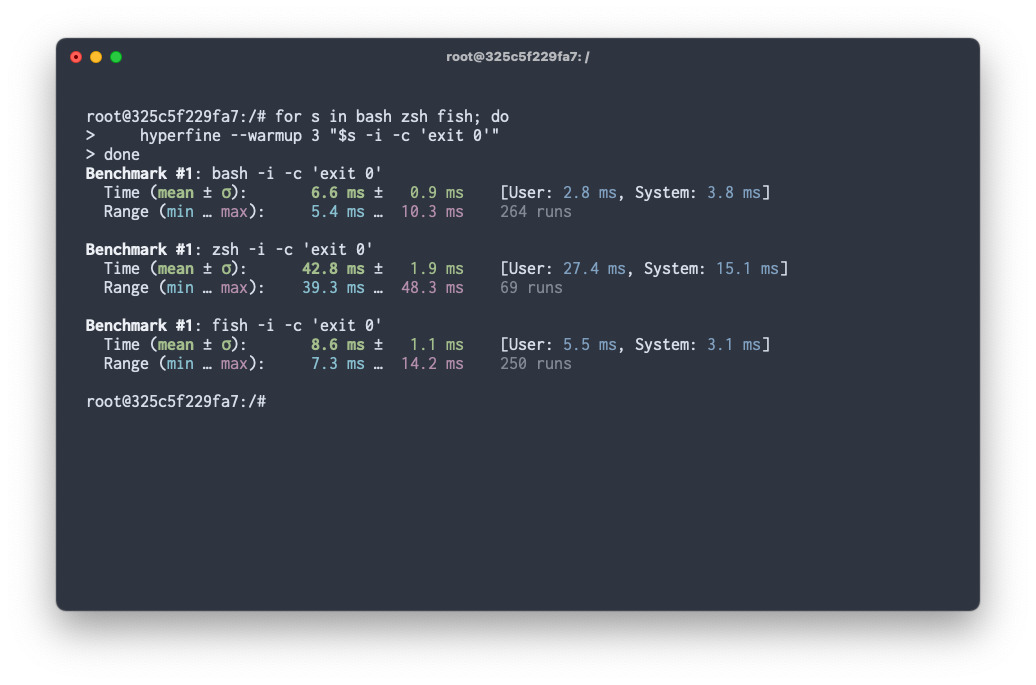 root@325c5f229fa7: /
root@325c5f229fa7:/# for s in bash zsh fish; do
>     hyperfine --warmup 3 "$s -i -c 'exit 0'"
> done
Benchmark #1: bash -i -c 'exit 0'
  Time (mean ± σ):       6.6 ms ±   0.9 ms    [User: 2.8 ms, System: 3.8 ms]
  Range (min … max):     5.4 ms …  10.3 ms    264 runs

Benchmark #1: zsh -i -c 'exit 0'
  Time (mean ± σ):      42.8 ms ±   1.9 ms    [User: 27.4 ms, System: 15.1 ms]
  Range (min … max):    39.3 ms …  48.3 ms    69 runs

Benchmark #1: fish -i -c 'exit 0'
  Time (mean ± σ):       8.6 ms ±   1.1 ms    [User: 5.5 ms, System: 3.1 ms]
  Range (min … max):     7.3 ms …  14.2 ms    250 runs

root@325c5f229fa7:/#